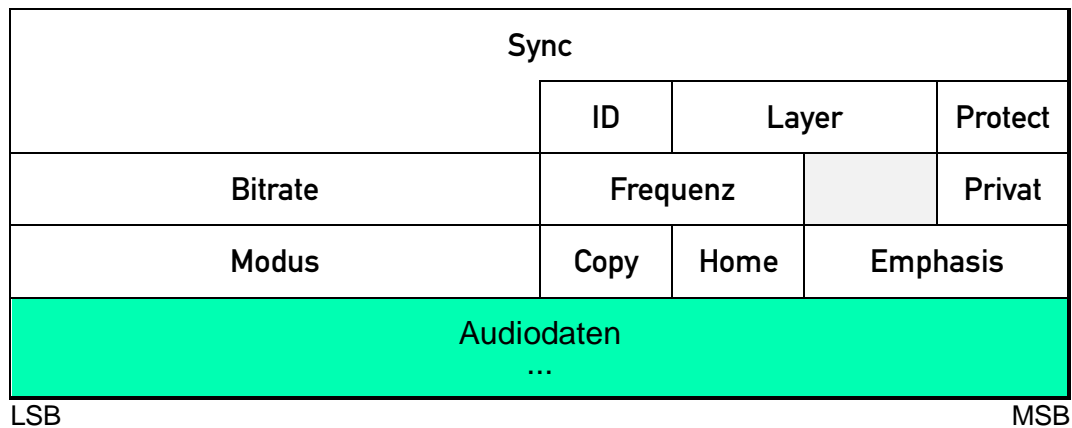 Sync
ID Layer Protect
Bitrate Frequenz Privat
Modus Copy Home Emphasis
Audiodaten
...
LSB MSB